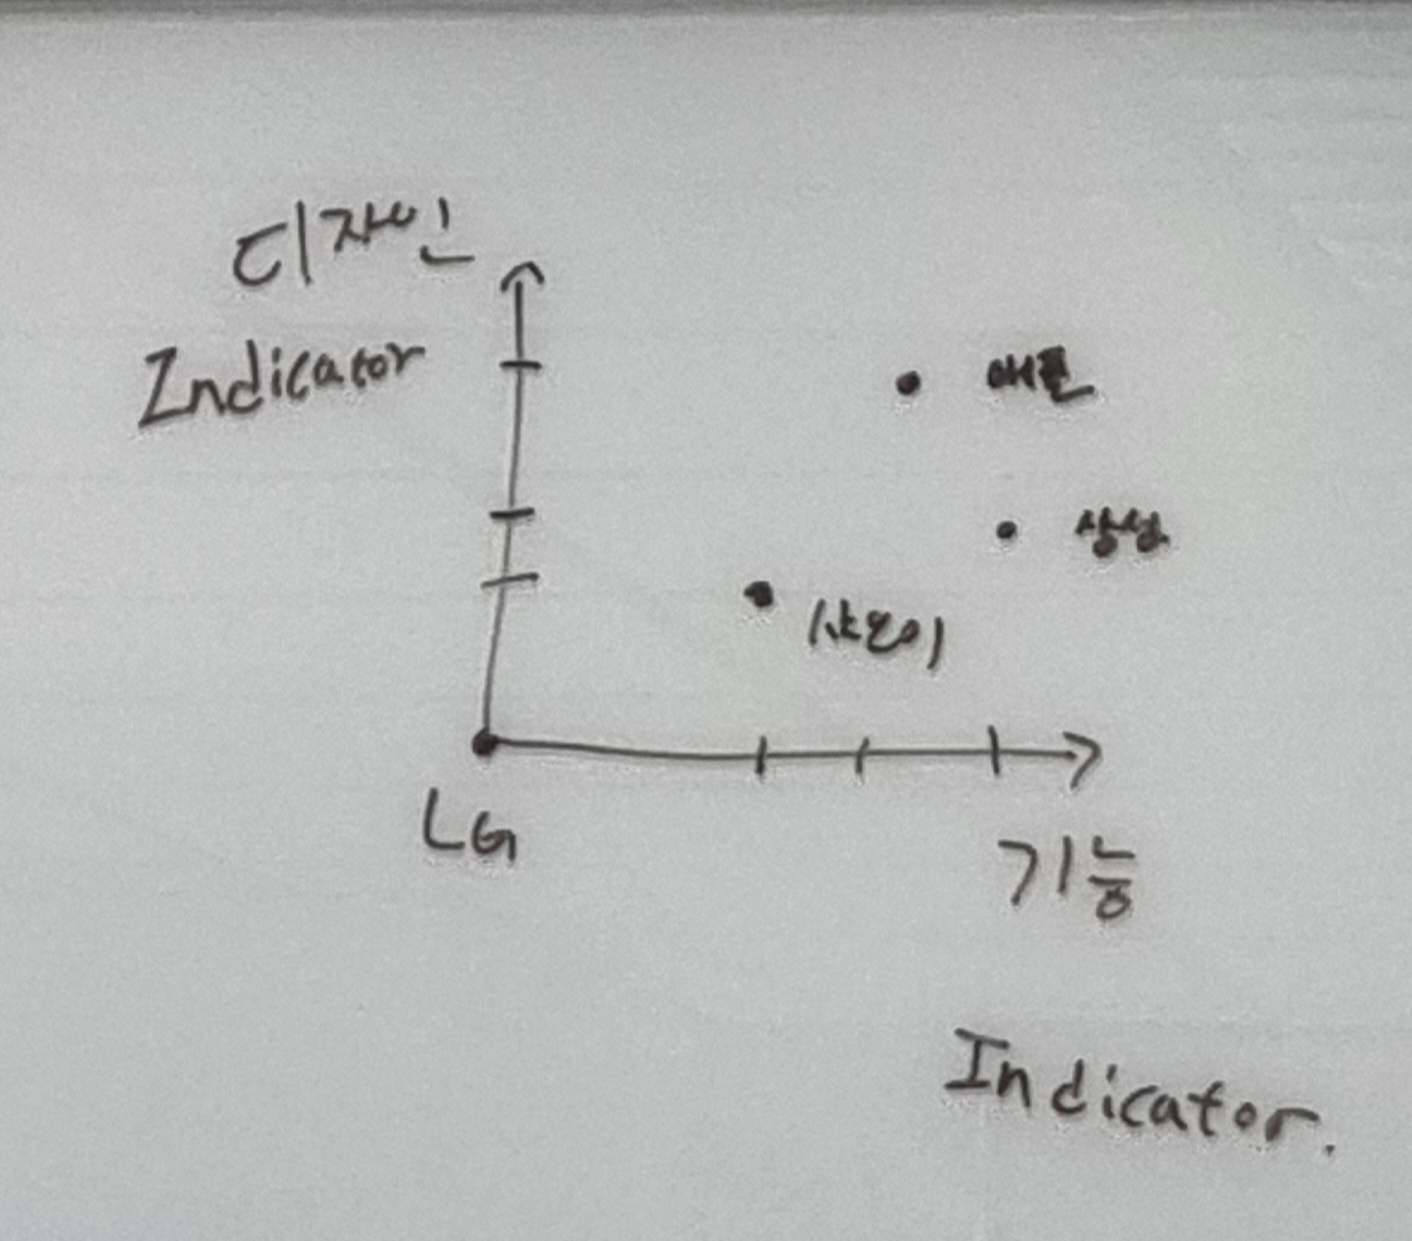 디자인
Indicator
애플
삼성
샤오미
LG
기능
Indicator.